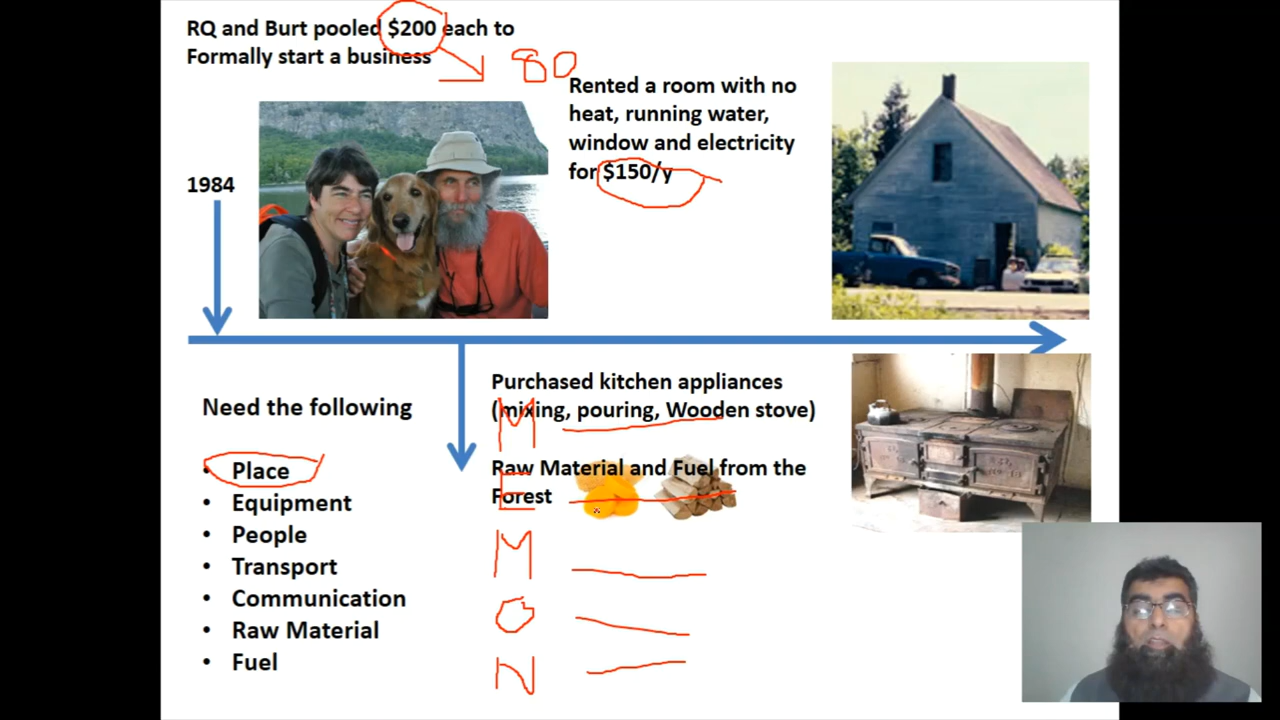 RQ and Burt pooled $200 each to
Formally start a business
80
Rented a room with no
heat, running water,
window and electricity
for $150/y
1984
Need the following
• Place
• Equipment
• People
• Transport
• Communication
• Raw Material
• Fuel
Purchased kitchen appliances
(mixing, pouring, Wooden stove)
Raw Material and Fuel from the
Forest
M
E
M
O
N